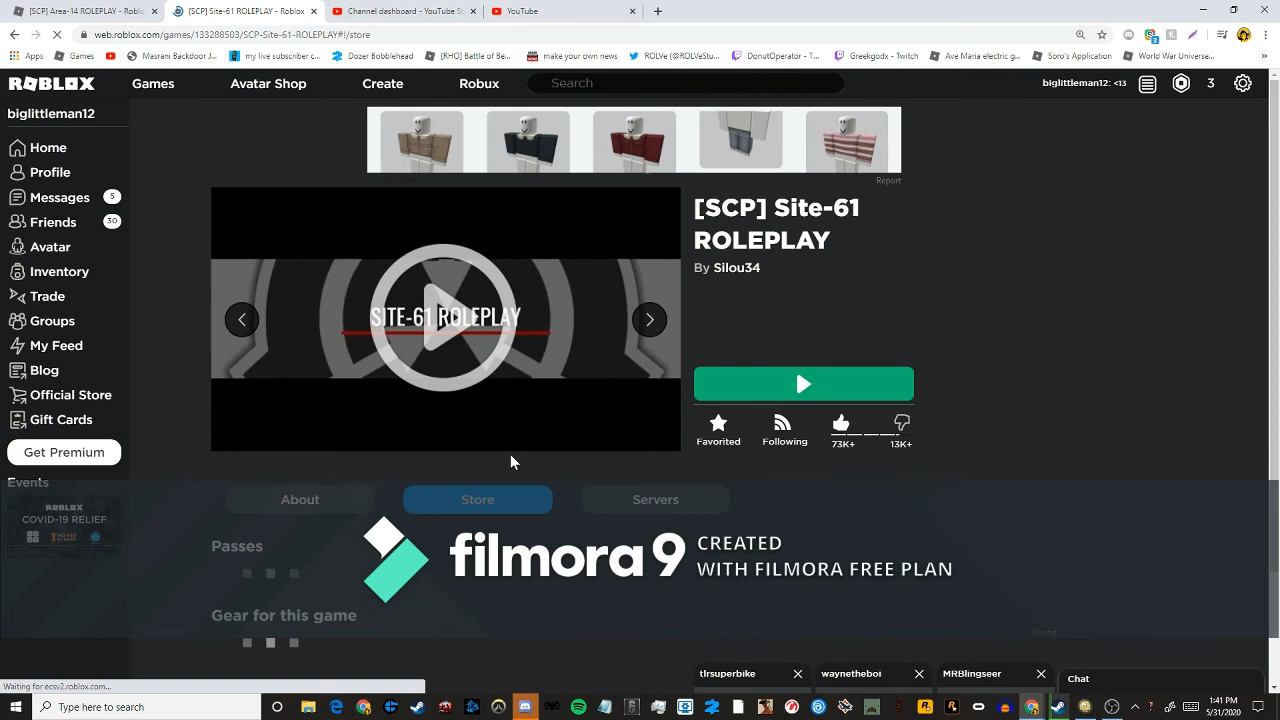 [SCP] Area-14 ROLEPLAY - Roblox
[SCP] Site-61 ROLEPLAY - Roblox
Channel dashboard - YouTube St
YouTube
web.roblox.com/games/133288503/SCP-Site-61-ROLEPLAY#!/store
Apps
Games
Masrani Backdoor J...
my live subscriber c...
Dozer Bobblehead
[RHO] Battle of Be...
make your own news
ROLVe (@ROLVeStu...
DonutOperator - T...
Greekgodx - Twitch
Ave Maria electric g...
Soro's Application
World War Universe...
ROBLOX
Games
Avatar Shop
Create
Robux
Search
biglittleman12: <13
3
biglittleman12
Home
Profile
Messages 5
Friends 30
Avatar
Inventory
Trade
Groups
My Feed
Blog
Official Store
Gift Cards
Get Premium
Events
ROBLOX
COVID-19 RELIEF
Report
SITE-61 ROLEPLAY
[SCP] Site-61
ROLEPLAY
By Silou34
Favorited
Following
73K+
13K+
About
Store
Servers
Passes
Gear for this game
filmora 9
CREATED
WITH FILMORA FREE PLAN
Report
tlrsuperbike
waynetheboi
MRBlingseer
Chat
Waiting for ecsv2.roblox.com...
Type here to search
1:41 PM
5/31/2020